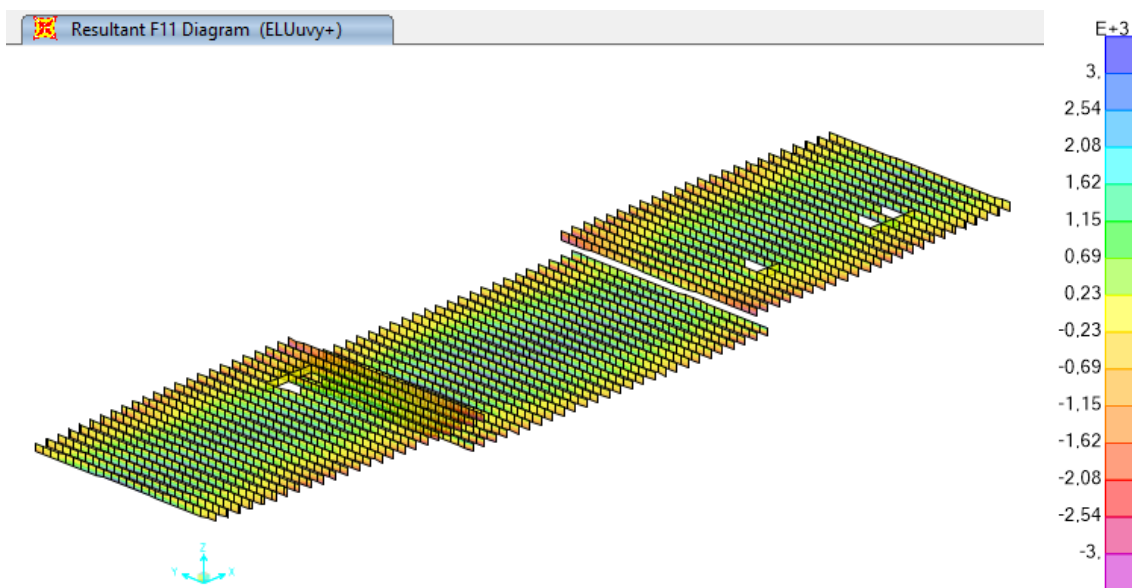 Resultant F11 Diagram (ELUuvy+)
E+3
3,
2,54
2,08
1,62
1,15
0,69
0,23
-0,23
-0,69
-1,15
-1,62
-2,08
-2,54
-3,
Z
Y
X